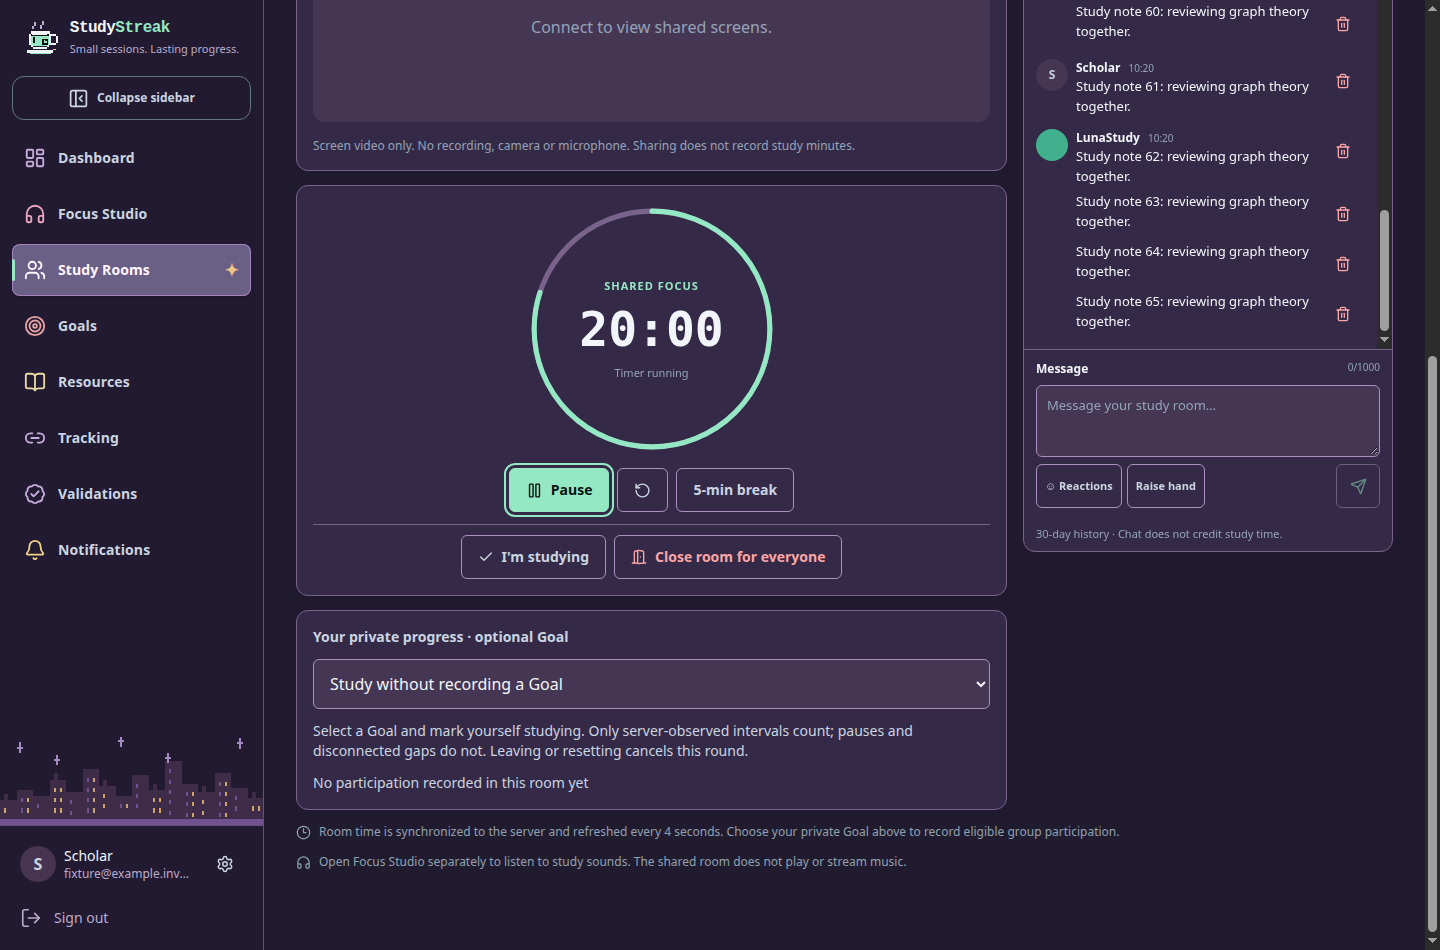 StudyStreak
Small sessions. Lasting progress.
Collapse sidebar
Dashboard
Focus Studio
Study Rooms
Goals
Resources
Tracking
Validations
Notifications
S
Scholar
fixture@example.inv...
Sign out
Connect to view shared screens.
Screen video only. No recording, camera or microphone. Sharing does not record study minutes.
SHARED FOCUS
20:00
Timer running
Pause
5-min break
I'm studying
Close room for everyone
Your private progress · optional Goal
Study without recording a Goal
Select a Goal and mark yourself studying. Only server-observed intervals count; pauses and
disconnected gaps do not. Leaving or resetting cancels this round.
No participation recorded in this room yet
Room time is synchronized to the server and refreshed every 4 seconds. Choose your private Goal above to record eligible group participation.
Open Focus Studio separately to listen to study sounds. The shared room does not play or stream music.
Study note 60: reviewing graph theory
together.
S
Scholar 10:20
Study note 61: reviewing graph theory
together.
LunaStudy 10:20
Study note 62: reviewing graph theory
together.
Study note 63: reviewing graph theory
together.
Study note 64: reviewing graph theory
together.
Study note 65: reviewing graph theory
together.
Message 0/1000
Message your study room...
☺ Reactions
Raise hand
30-day history · Chat does not credit study time.